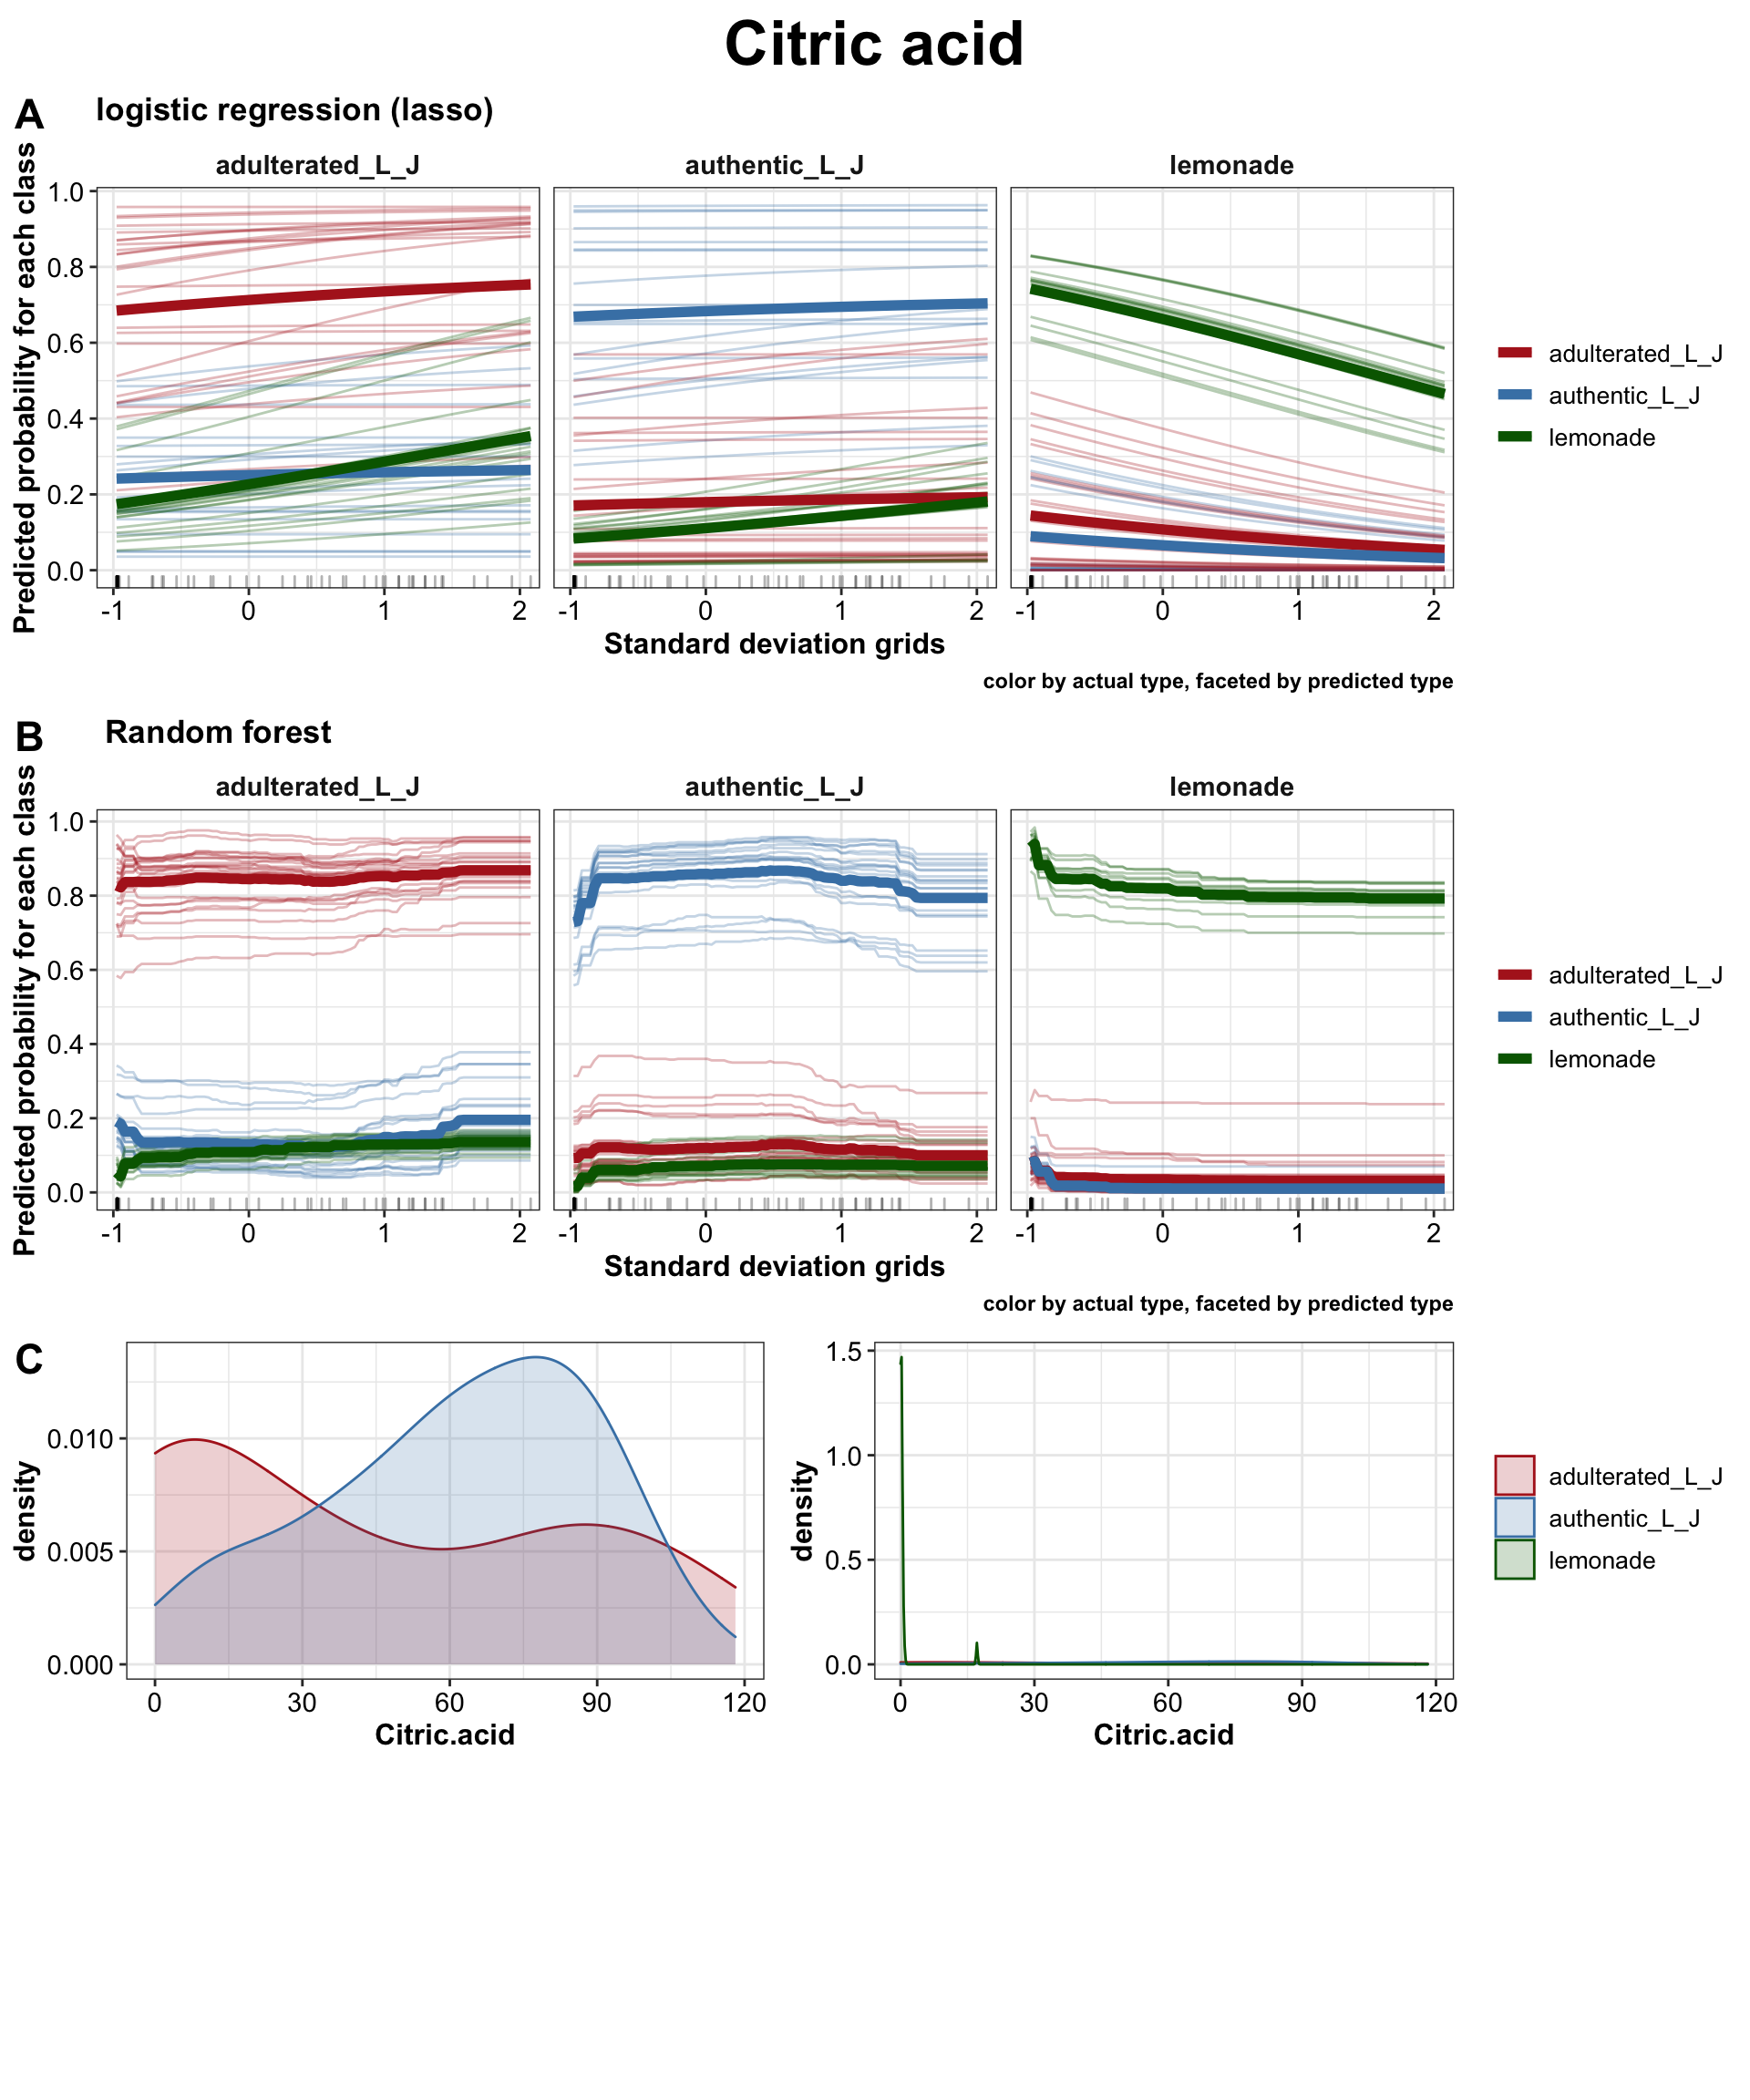 Citric acid
A
logistic regression (lasso)
adulterated_L_J
authentic_L_J
lemonade
Predicted probability for each class
1.0
0.8
0.6
0.4
0.2
0.0
-1 0 1 2
-1 0 1 2
-1 0 1 2
Standard deviation grids
color by actual type, faceted by predicted type
adulterated_L_J
authentic_L_J
lemonade
B
Random forest
adulterated_L_J
authentic_L_J
lemonade
Predicted probability for each class
1.0
0.8
0.6
0.4
0.2
0.0
-1 0 1 2
-1 0 1 2
-1 0 1 2
Standard deviation grids
color by actual type, faceted by predicted type
adulterated_L_J
authentic_L_J
lemonade
C
density
0.010
0.005
0.000
0 30 60 90 120
Citric.acid
density
1.5
1.0
0.5
0.0
0 30 60 90 120
Citric.acid
adulterated_L_J
authentic_L_J
lemonade